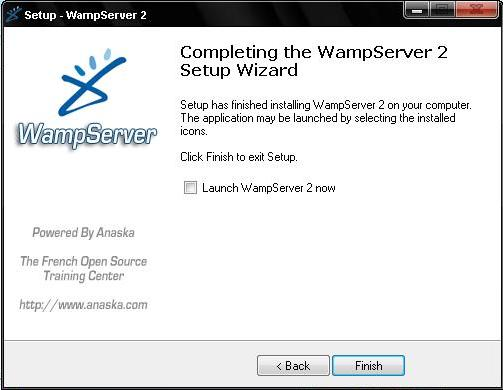 Setup - WampServer 2
WampServer
Powered By Anaska
The French Open Source
Training Center
http://www.anaska.com
Completing the WampServer 2
Setup Wizard
Setup has finished installing WampServer 2 on your computer.
The application may be launched by selecting the installed
icons.
Click Finish to exit Setup.
Launch WampServer 2 now
< Back
Finish